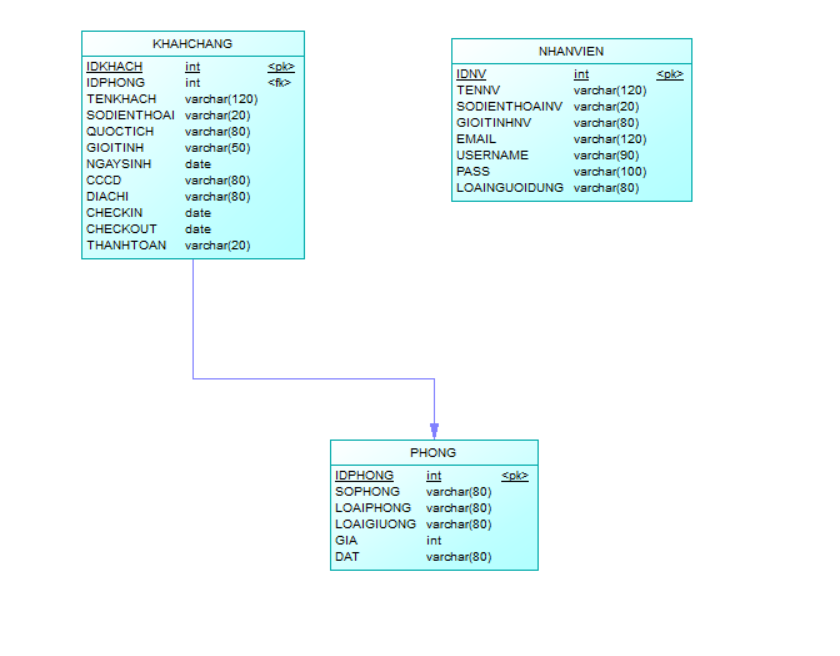 KHAHCHANG
IDKHACH int <pk>
IDPHONG int <fk>
TENKHACH varchar(120)
SODIENTHOAI varchar(20)
QUOCTICH varchar(80)
GIOITINH varchar(50)
NGAYSINH date
CCCD varchar(80)
DIACHI varchar(80)
CHECKIN date
CHECKOUT date
THANHTOAN varchar(20)
NHANVIEN
IDNV int <pk>
TENNV varchar(120)
SODIENTHOAINV varchar(20)
GIOITINHNV varchar(80)
EMAIL varchar(120)
USERNAME varchar(90)
PASS varchar(100)
LOAINGUOIDUNG varchar(80)
PHONG
IDPHONG int <pk>
SOPHONG varchar(80)
LOAIPHONG varchar(80)
LOAIGIUONG varchar(80)
GIA int
DAT varchar(80)